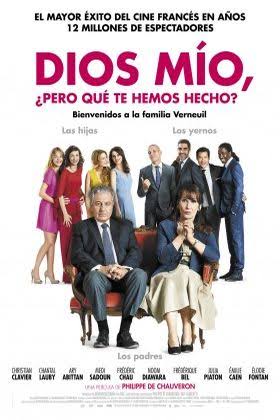 EL MAYOR ÉXITO DEL CINE FRANCÉS EN AÑOS
12 MILLONES DE ESPECTADORES
DIOS MÍO,
¿PERO QUÉ TE HEMOS HECHO?
Bienvenidos a la familia Verneuil
Las hijas
Los yernos
Los padres
CHRISTIAN CLAVIER
CHANTAL LAUBY
ARY ABITTAN
MEDI SADOUN
FRÉDÉRIC CHAU
NOOM DIAWARA
FRÉDÉRIQUE BEL
JULIA PIATON
ÉMILIE CAEN
ÉLODIE FONTAN
UNA PELÍCULA DE PHILIPPE DE CHAUVERON